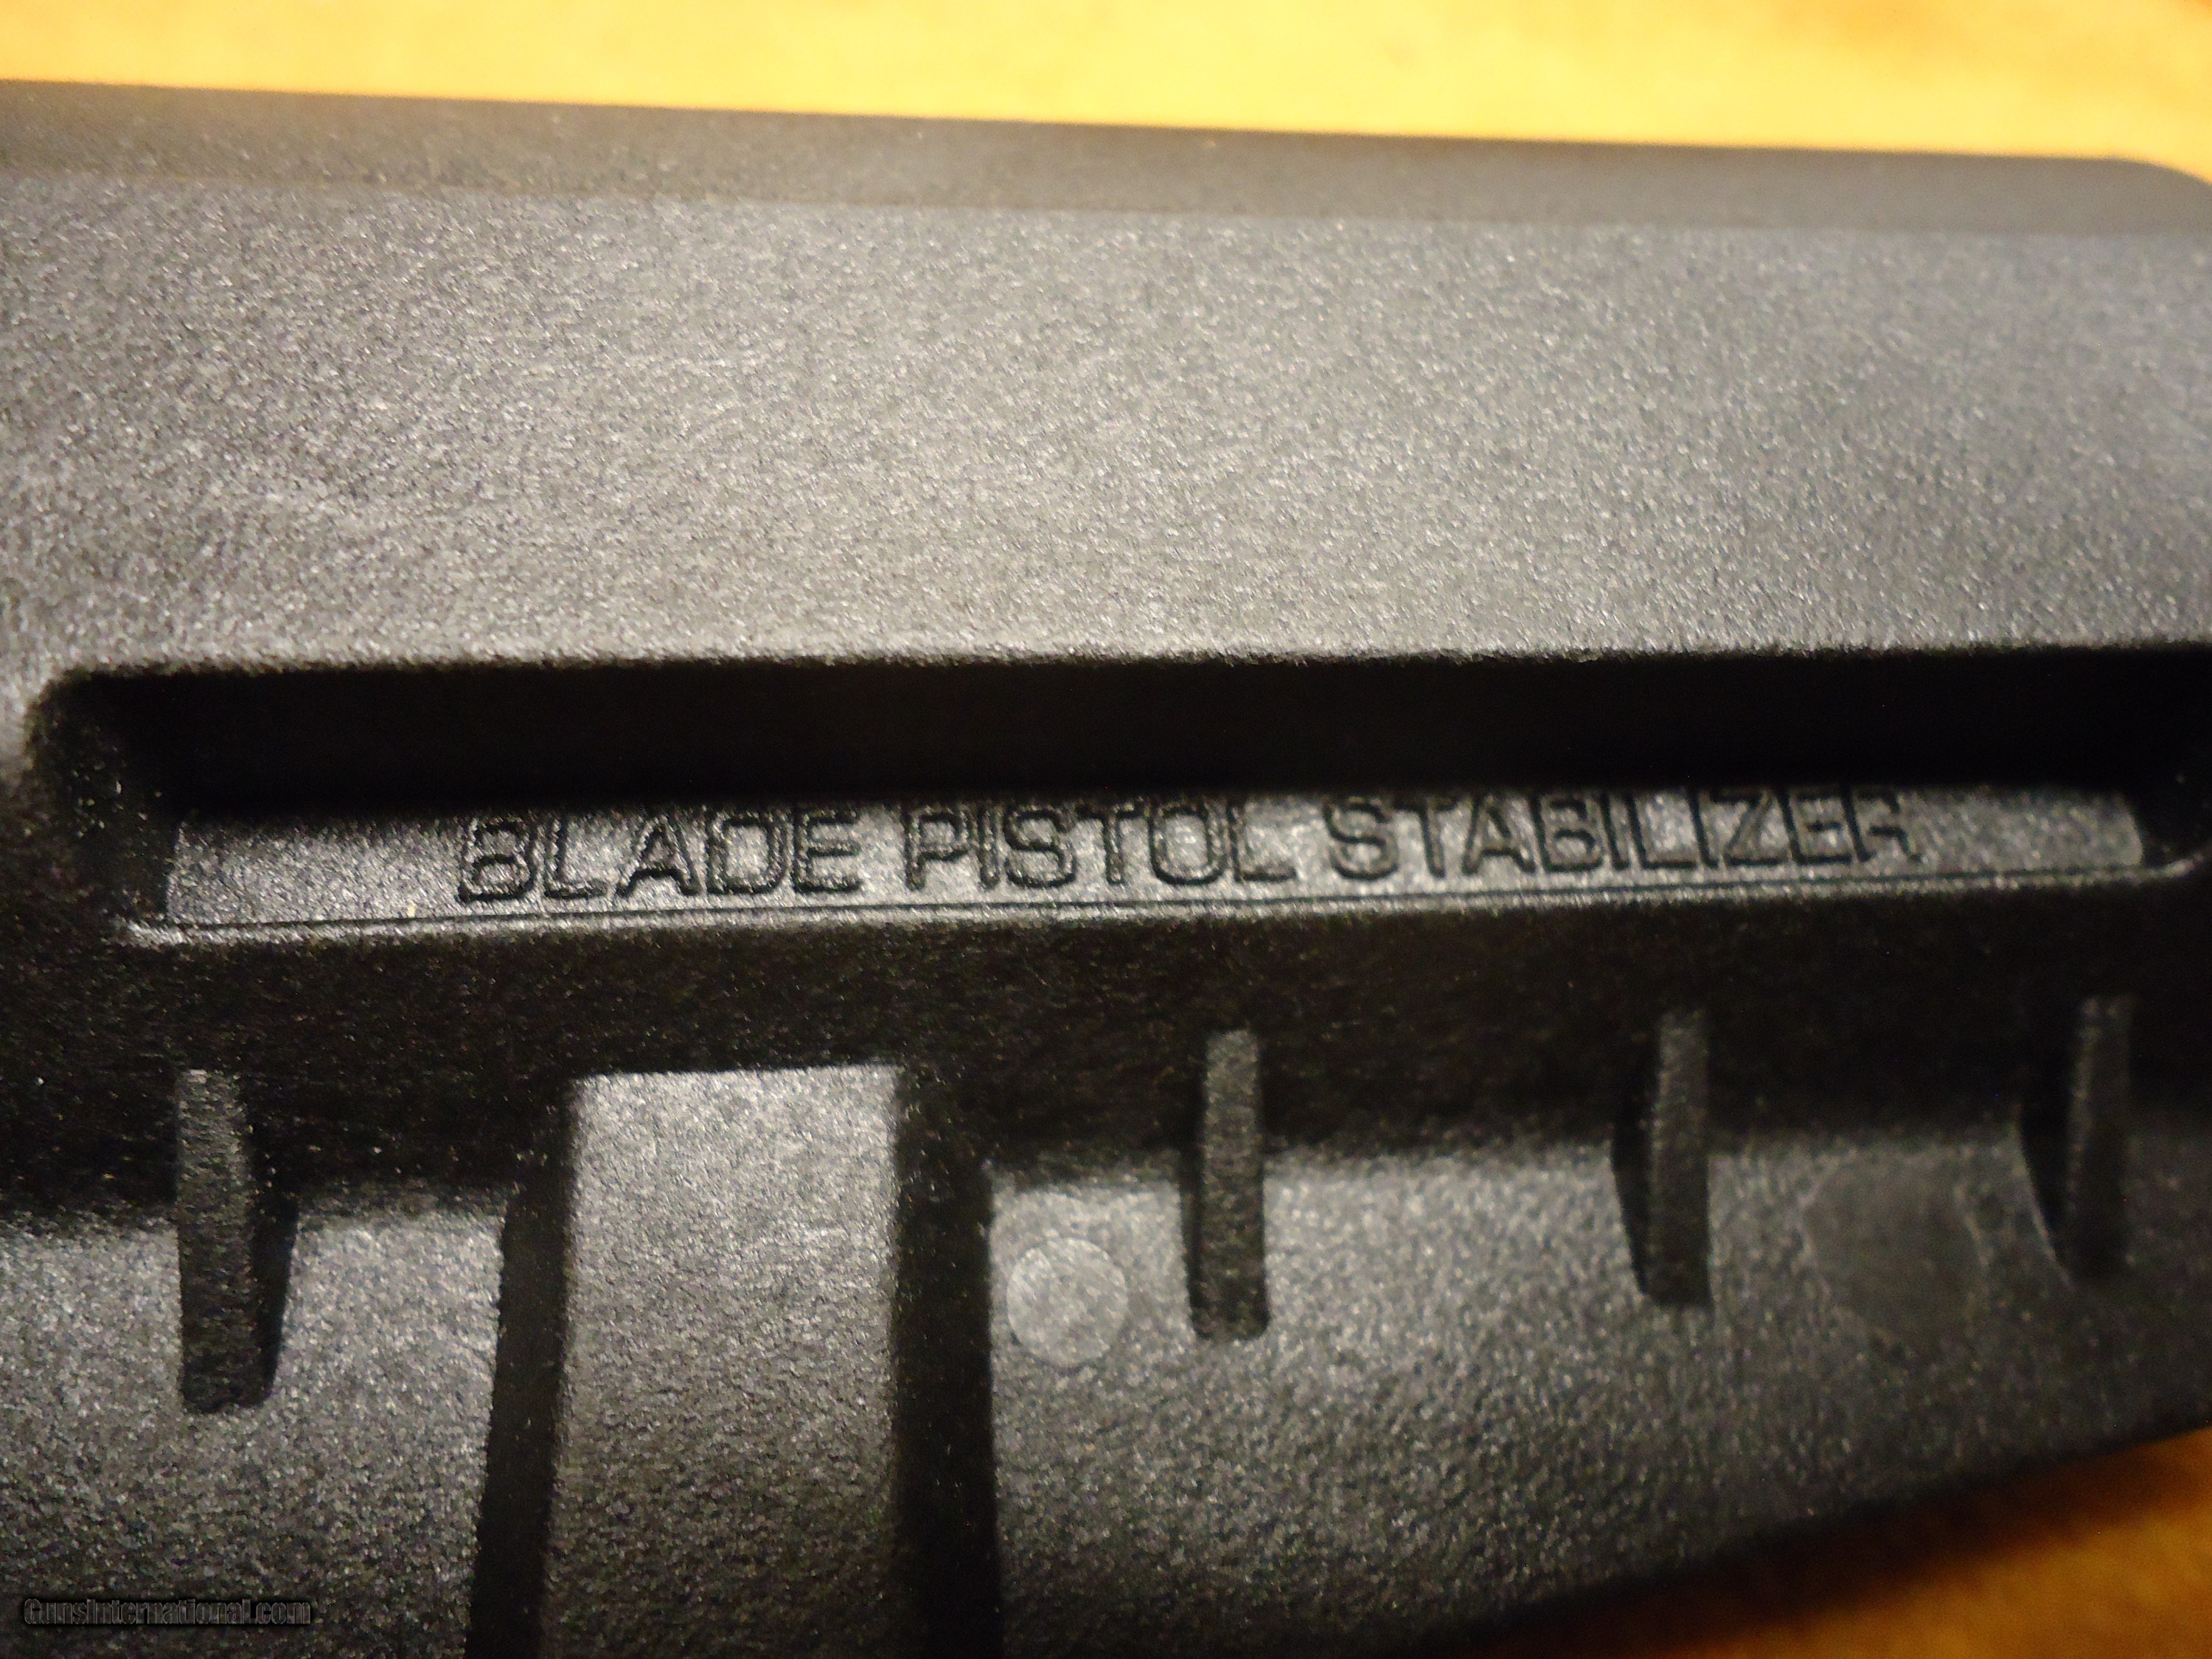 BLADE PISTOL STABILIZER
GunsInternational.com